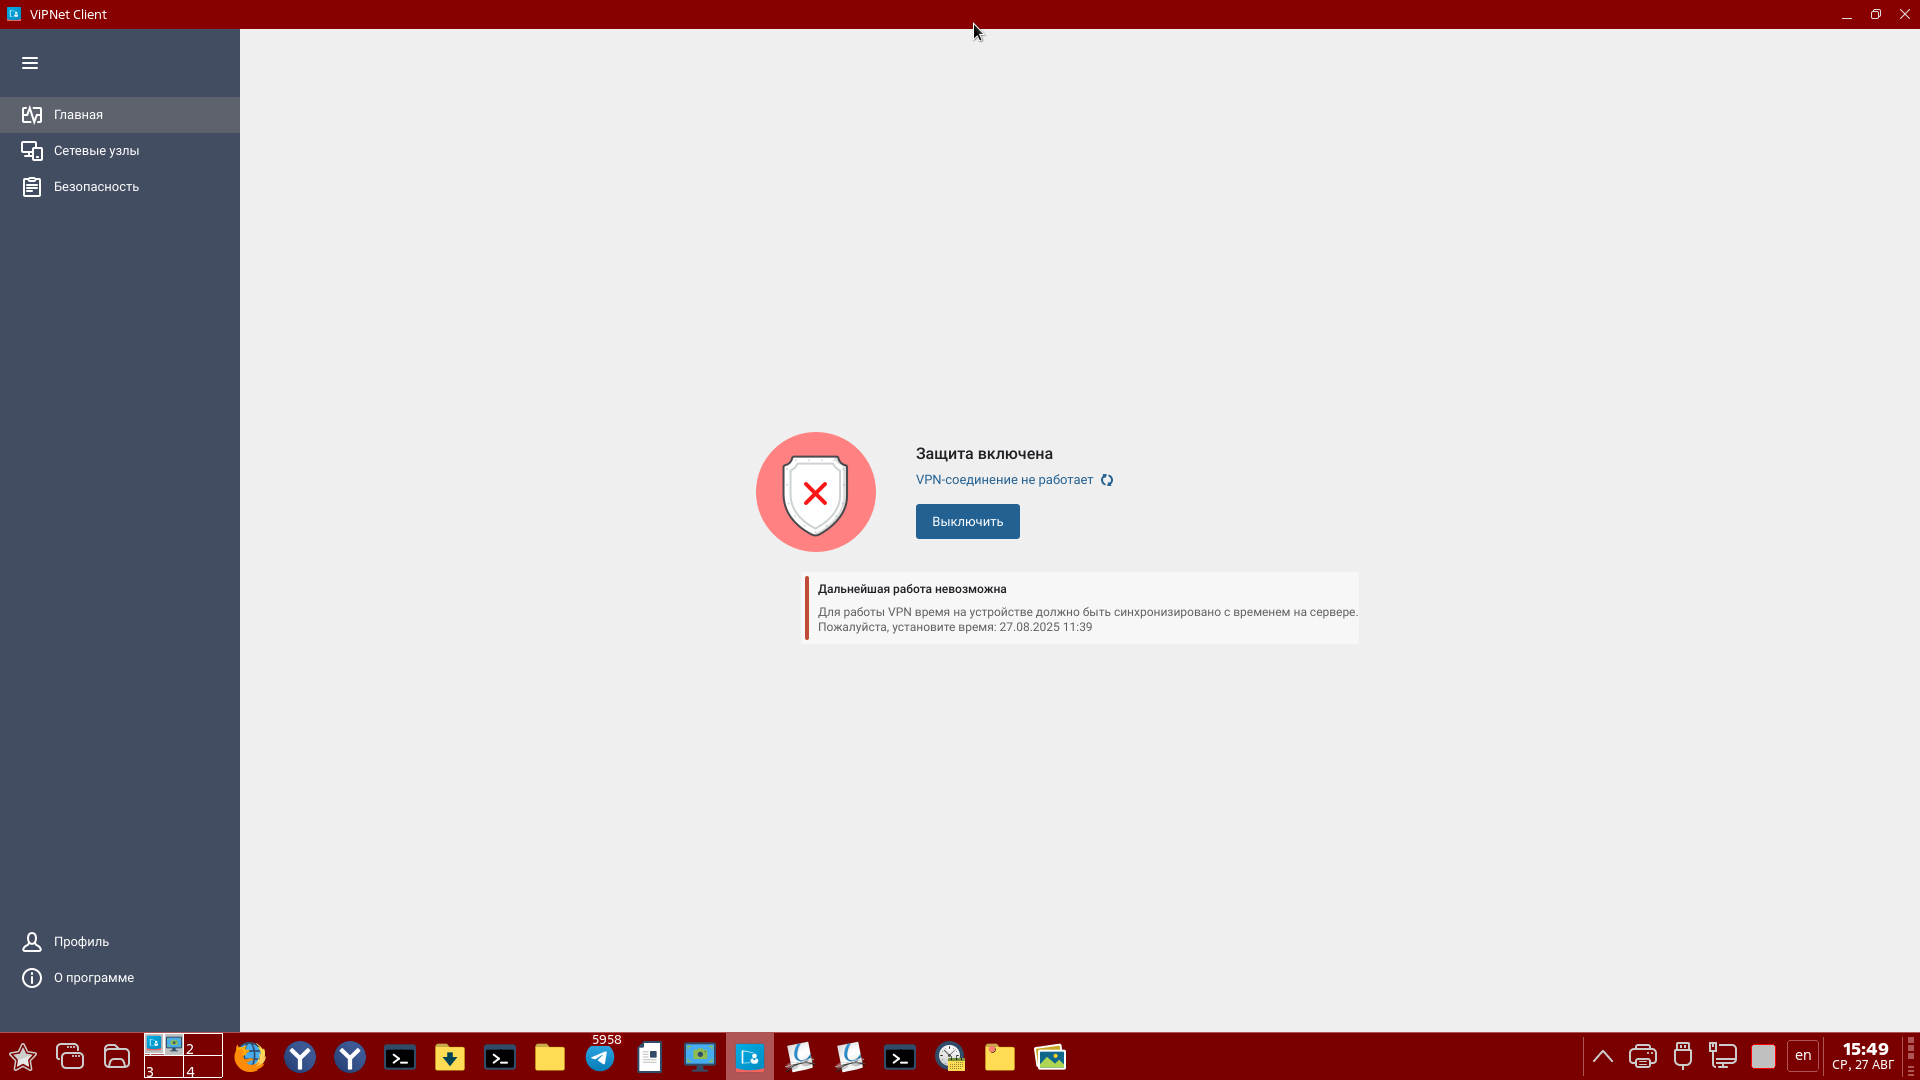 ViPNet Client
Главная
Сетевые узлы
Безопасность
Защита включена
VPN-соединение не работает
Выключить
Дальнейшая работа невозможна
Для работы VPN время на устройстве должно быть синхронизировано с временем на сервере.
Пожалуйста, установите время: 27.08.2025 11:39
Профиль
О программе
2
3 4
5958
en
15:49
СР, 27 АВГ